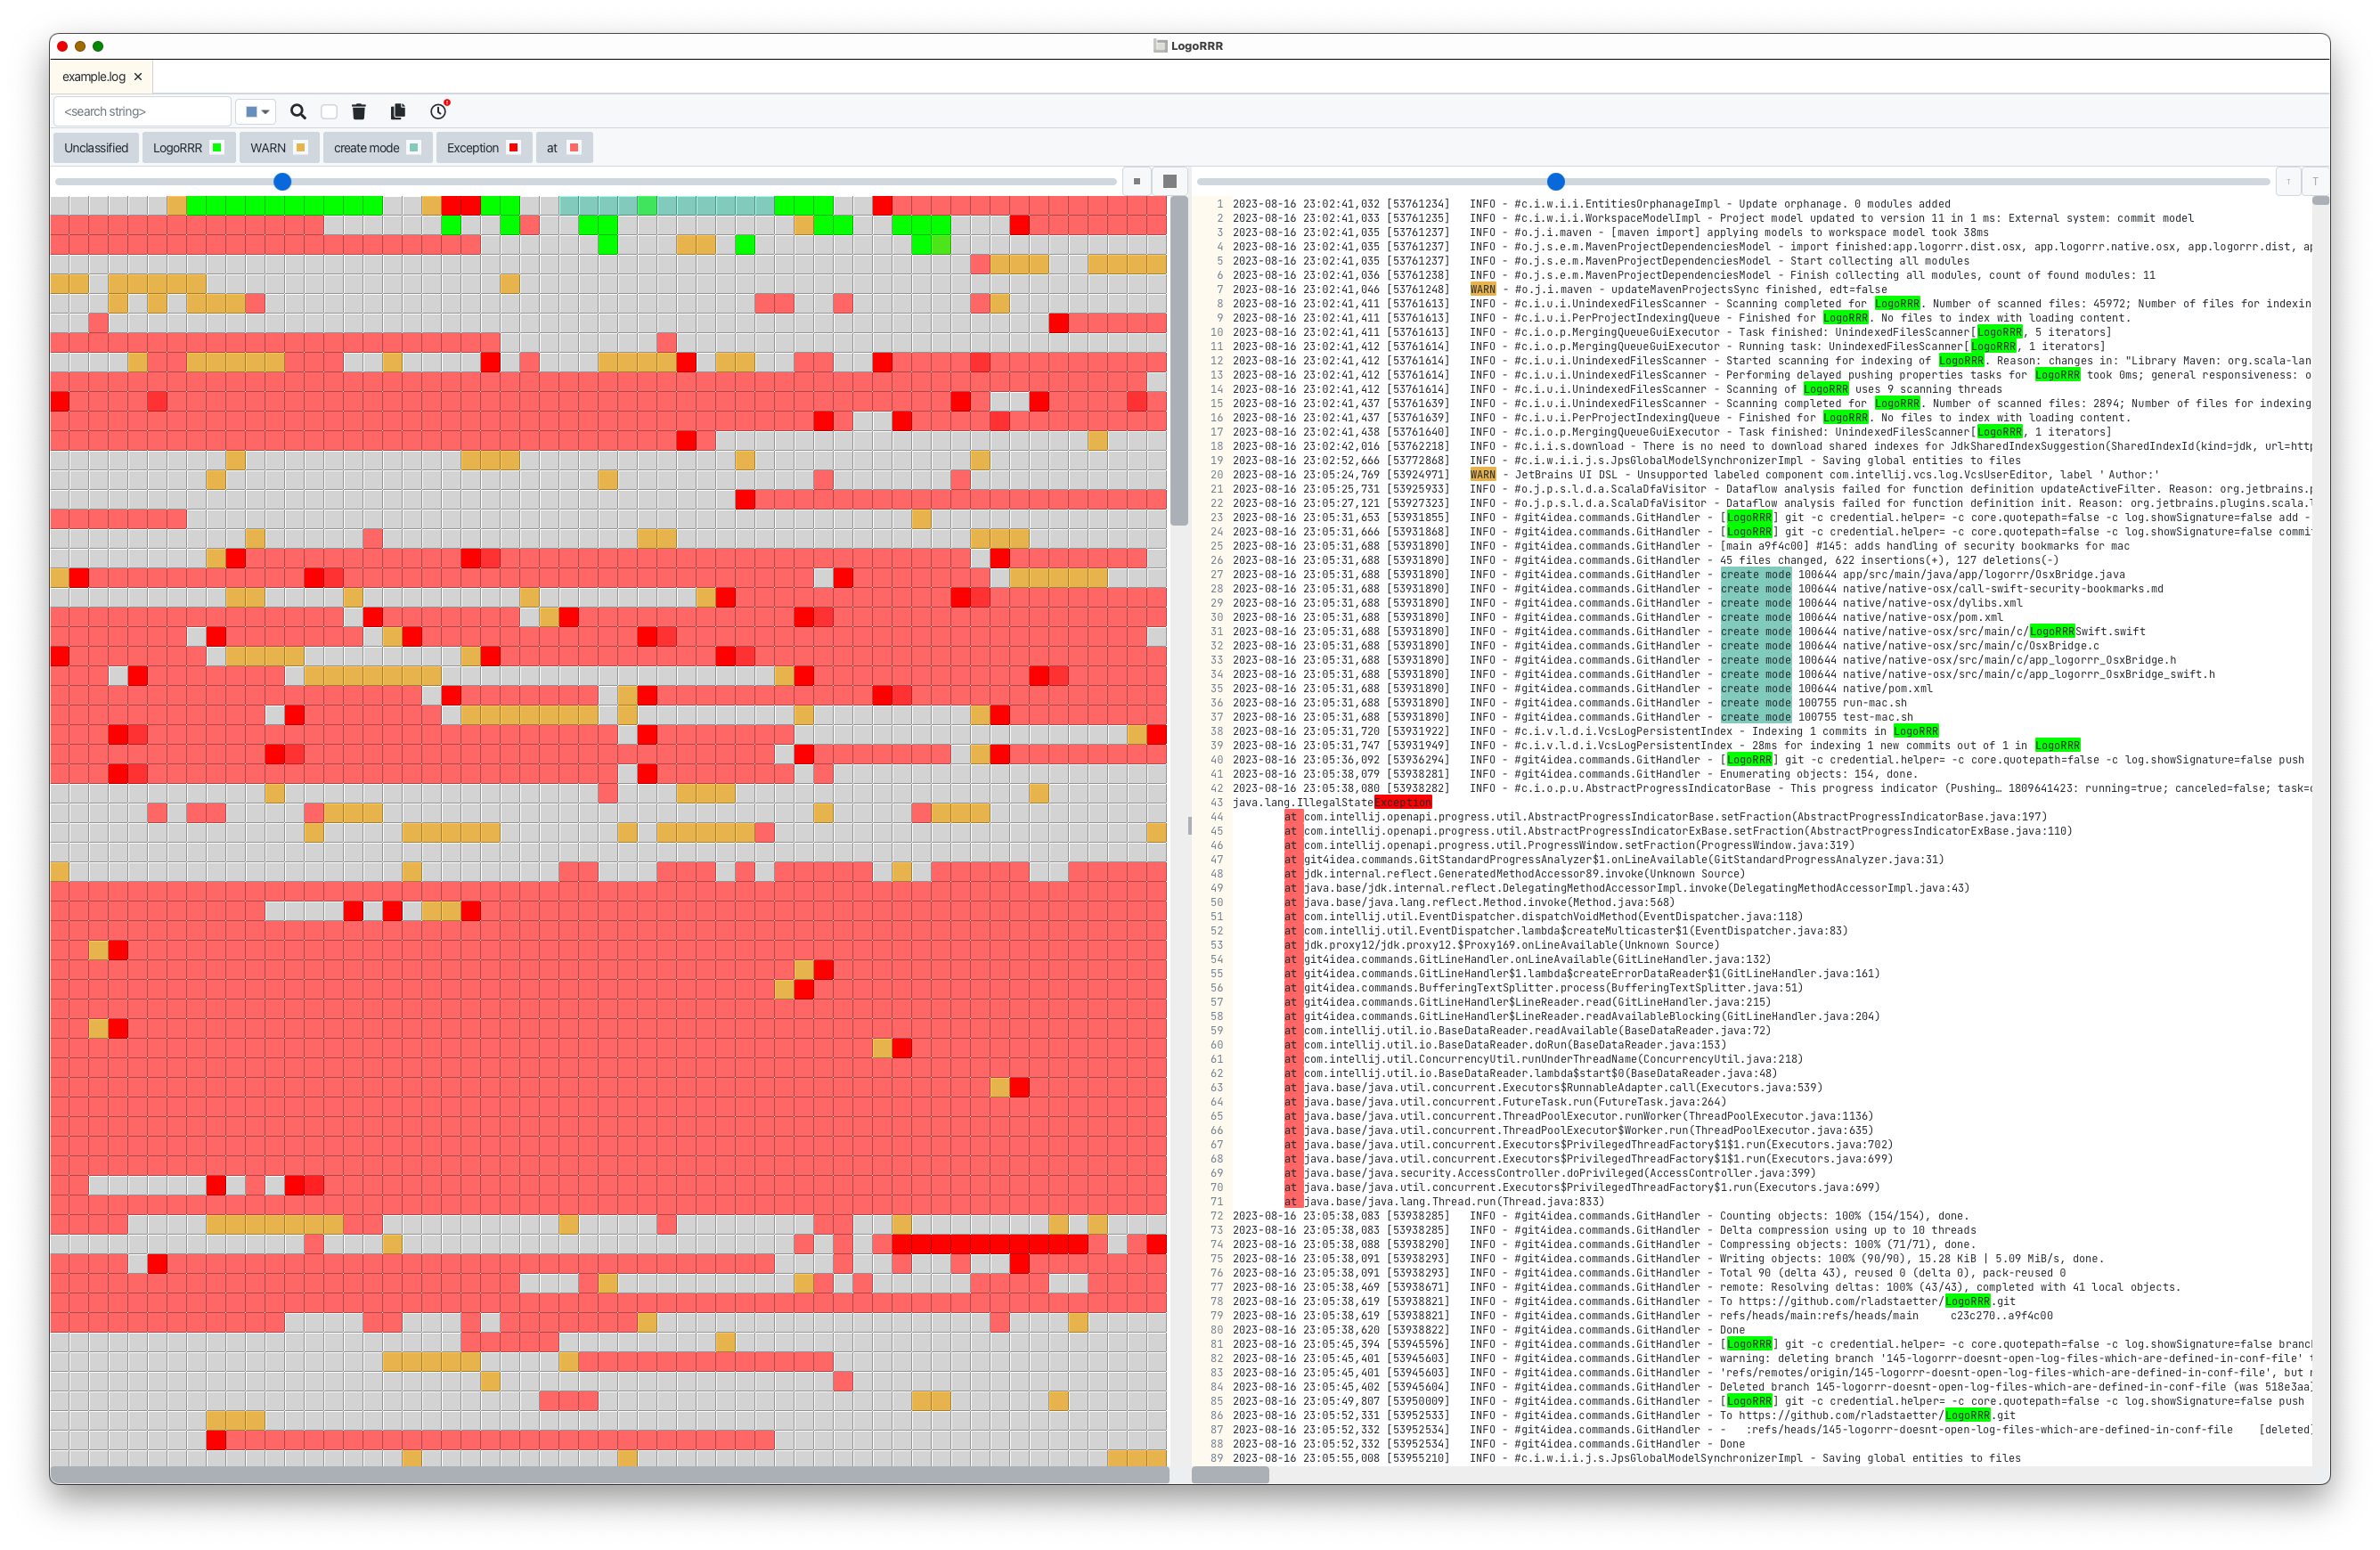 LogoRRR
example.log ×
<search string>
Unclassified LogoRRR WARN create mode Exception at
T T
1 2023-08-16 23:02:41,032 [53761234] INFO - #c.i.w.i.i.EntitiesOrphanageImpl - Update orphanage. 0 modules added
2 2023-08-16 23:02:41,033 [53761235] INFO - #c.i.w.i.i.WorkspaceModelImpl - Project model updated to version 11 in 1 ms: External system: commit model
3 2023-08-16 23:02:41,035 [53761237] INFO - #o.j.i.maven - [maven import] applying models to workspace model took 38ms
4 2023-08-16 23:02:41,035 [53761237] INFO - #o.j.s.e.m.MavenProjectDependenciesModel - import finished:app.logorrr.dist.osx, app.logorrr.native.osx, app.logorrr.dist, ap
5 2023-08-16 23:02:41,035 [53761237] INFO - #o.j.s.e.m.MavenProjectDependenciesModel - Start collecting all modules
6 2023-08-16 23:02:41,036 [53761238] INFO - #o.j.s.e.m.MavenProjectDependenciesModel - Finish collecting all modules, count of found modules: 11
7 2023-08-16 23:02:41,046 [53761248] WARN - #o.j.i.maven - updateMavenProjectsSync finished, edt=false
8 2023-08-16 23:02:41,411 [53761613] INFO - #c.i.u.i.UnindexedFilesScanner - Scanning completed for LogoRRR. Number of scanned files: 45972; Number of files for indexin
9 2023-08-16 23:02:41,411 [53761613] INFO - #c.i.u.i.PerProjectIndexingQueue - Finished for LogoRRR. No files to index with loading content.
10 2023-08-16 23:02:41,411 [53761613] INFO - #c.i.o.p.MergingQueueGuiExecutor - Task finished: UnindexedFilesScanner[LogoRRR, 5 iterators]
11 2023-08-16 23:02:41,412 [53761614] INFO - #c.i.o.p.MergingQueueGuiExecutor - Running task: UnindexedFilesScanner[LogoRRR, 1 iterators]
12 2023-08-16 23:02:41,412 [53761614] INFO - #c.i.u.i.UnindexedFilesScanner - Started scanning for indexing of LogoRRR. Reason: changes in: "Library Maven: org.scala-lan
13 2023-08-16 23:02:41,412 [53761614] INFO - #c.i.u.i.UnindexedFilesScanner - Performing delayed pushing properties tasks for LogoRRR took 0ms; general responsiveness: o
14 2023-08-16 23:02:41,412 [53761614] INFO - #c.i.u.i.UnindexedFilesScanner - Scanning of LogoRRR uses 9 scanning threads
15 2023-08-16 23:02:41,437 [53761639] INFO - #c.i.u.i.UnindexedFilesScanner - Scanning completed for LogoRRR. Number of scanned files: 2894; Number of files for indexing
16 2023-08-16 23:02:41,437 [53761639] INFO - #c.i.u.i.PerProjectIndexingQueue - Finished for LogoRRR. No files to index with loading content.
17 2023-08-16 23:02:41,438 [53761640] INFO - #c.i.o.p.MergingQueueGuiExecutor - Task finished: UnindexedFilesScanner[LogoRRR, 1 iterators]
18 2023-08-16 23:02:42,016 [53762218] INFO - #c.i.i.s.download - There is no need to download shared indexes for JdkSharedIndexSuggestion(SharedIndexId(kind=jdk, url=http
19 2023-08-16 23:02:52,666 [53772868] INFO - #c.i.w.i.i.j.s.JpsGlobalModelSynchronizerImpl - Saving global entities to files
20 2023-08-16 23:05:24,769 [53924971] WARN - JetBrains UI DSL - Unsupported labeled component com.intellij.vcs.log.VcsUserEditor, label ' Author:'
21 2023-08-16 23:05:25,731 [53925933] INFO - #o.j.p.s.l.d.a.ScalaDfaVisitor - Dataflow analysis failed for function definition updateActiveFilter. Reason: org.jetbrains.p
22 2023-08-16 23:05:27,121 [53927323] INFO - #o.j.p.s.l.d.a.ScalaDfaVisitor - Dataflow analysis failed for function definition init. Reason: org.jetbrains.plugins.scala.l
23 2023-08-16 23:05:31,653 [53931855] INFO - #git4idea.commands.GitHandler - [LogoRRR] git -c credential.helper= -c core.quotepath=false -c log.showSignature=false add -
24 2023-08-16 23:05:31,666 [53931868] INFO - #git4idea.commands.GitHandler - [LogoRRR] git -c credential.helper= -c core.quotepath=false -c log.showSignature=false commit
25 2023-08-16 23:05:31,688 [53931890] INFO - #git4idea.commands.GitHandler - [main a9f4c00] #145: adds handling of security bookmarks for mac
26 2023-08-16 23:05:31,688 [53931890] INFO - #git4idea.commands.GitHandler - 45 files changed, 622 insertions(+), 127 deletions(-)
27 2023-08-16 23:05:31,688 [53931890] INFO - #git4idea.commands.GitHandler - create mode 100644 app/src/main/java/app/logorrr/OsxBridge.java
28 2023-08-16 23:05:31,688 [53931890] INFO - #git4idea.commands.GitHandler - create mode 100644 native/native-osx/call-swift-security-bookmarks.md
29 2023-08-16 23:05:31,688 [53931890] INFO - #git4idea.commands.GitHandler - create mode 100644 native/native-osx/dylibs.xml
30 2023-08-16 23:05:31,688 [53931890] INFO - #git4idea.commands.GitHandler - create mode 100644 native/native-osx/pom.xml
31 2023-08-16 23:05:31,688 [53931890] INFO - #git4idea.commands.GitHandler - create mode 100644 native/native-osx/src/main/c/LogoRRRSwift.swift
32 2023-08-16 23:05:31,688 [53931890] INFO - #git4idea.commands.GitHandler - create mode 100644 native/native-osx/src/main/c/OsxBridge.c
33 2023-08-16 23:05:31,688 [53931890] INFO - #git4idea.commands.GitHandler - create mode 100644 native/native-osx/src/main/c/app_logorrr_OsxBridge.h
34 2023-08-16 23:05:31,688 [53931890] INFO - #git4idea.commands.GitHandler - create mode 100644 native/native-osx/src/main/c/app_logorrr_OsxBridge_swift.h
35 2023-08-16 23:05:31,688 [53931890] INFO - #git4idea.commands.GitHandler - create mode 100644 native/pom.xml
36 2023-08-16 23:05:31,688 [53931890] INFO - #git4idea.commands.GitHandler - create mode 100755 run-mac.sh
37 2023-08-16 23:05:31,688 [53931890] INFO - #git4idea.commands.GitHandler - create mode 100755 test-mac.sh
38 2023-08-16 23:05:31,720 [53931922] INFO - #c.i.v.l.d.i.VcsLogPersistentIndex - Indexing 1 commits in LogoRRR
39 2023-08-16 23:05:31,747 [53931949] INFO - #c.i.v.l.d.i.VcsLogPersistentIndex - 28ms for indexing 1 new commits out of 1 in LogoRRR
40 2023-08-16 23:05:36,092 [53936294] INFO - #git4idea.commands.GitHandler - [LogoRRR] git -c credential.helper= -c core.quotepath=false -c log.showSignature=false push
41 2023-08-16 23:05:38,079 [53938281] INFO - #git4idea.commands.GitHandler - Enumerating objects: 154, done.
42 2023-08-16 23:05:38,080 [53938282] INFO - #c.i.o.p.u.AbstractProgressIndicatorBase - This progress indicator (Pushing… 1809641423: running=true; canceled=false; task=c
43 java.lang.IllegalStateException
44 at com.intellij.openapi.progress.util.AbstractProgressIndicatorBase.setFraction(AbstractProgressIndicatorBase.java:197)
45 at com.intellij.openapi.progress.util.AbstractProgressIndicatorExBase.setFraction(AbstractProgressIndicatorExBase.java:110)
46 at com.intellij.openapi.progress.util.ProgressWindow.setFraction(ProgressWindow.java:319)
47 at git4idea.commands.GitStandardProgressAnalyzer$1.onLineAvailable(GitStandardProgressAnalyzer.java:31)
48 at jdk.internal.reflect.GeneratedMethodAccessor89.invoke(Unknown Source)
49 at java.base/jdk.internal.reflect.DelegatingMethodAccessorImpl.invoke(DelegatingMethodAccessorImpl.java:43)
50 at java.base/java.lang.reflect.Method.invoke(Method.java:568)
51 at com.intellij.util.EventDispatcher.dispatchVoidMethod(EventDispatcher.java:118)
52 at com.intellij.util.EventDispatcher.lambda$createMulticaster$1(EventDispatcher.java:83)
53 at jdk.proxy12/jdk.proxy12.$Proxy169.onLineAvailable(Unknown Source)
54 at git4idea.commands.GitLineHandler.onLineAvailable(GitLineHandler.java:132)
55 at git4idea.commands.GitLineHandler$1.lambda$createErrorDataReader$1(GitLineHandler.java:161)
56 at git4idea.commands.BufferingTextSplitter.process(BufferingTextSplitter.java:51)
57 at git4idea.commands.GitLineHandler$LineReader.read(GitLineHandler.java:215)
58 at git4idea.commands.GitLineHandler$LineReader.readAvailableBlocking(GitLineHandler.java:204)
59 at com.intellij.util.io.BaseDataReader.readAvailable(BaseDataReader.java:72)
60 at com.intellij.util.io.BaseDataReader.doRun(BaseDataReader.java:153)
61 at com.intellij.util.ConcurrencyUtil.runUnderThreadName(ConcurrencyUtil.java:218)
62 at com.intellij.util.io.BaseDataReader.lambda$start$0(BaseDataReader.java:48)
63 at java.base/java.util.concurrent.Executors$RunnableAdapter.call(Executors.java:539)
64 at java.base/java.util.concurrent.FutureTask.run(FutureTask.java:264)
65 at java.base/java.util.concurrent.ThreadPoolExecutor.runWorker(ThreadPoolExecutor.java:1136)
66 at java.base/java.util.concurrent.ThreadPoolExecutor$Worker.run(ThreadPoolExecutor.java:635)
67 at java.base/java.util.concurrent.Executors$PrivilegedThreadFactory$1$1.run(Executors.java:702)
68 at java.base/java.util.concurrent.Executors$PrivilegedThreadFactory$1$1.run(Executors.java:699)
69 at java.base/java.security.AccessController.doPrivileged(AccessController.java:399)
70 at java.base/java.util.concurrent.Executors$PrivilegedThreadFactory$1.run(Executors.java:699)
71 at java.base/java.lang.Thread.run(Thread.java:833)
72 2023-08-16 23:05:38,083 [53938285] INFO - #git4idea.commands.GitHandler - Counting objects: 100% (154/154), done.
73 2023-08-16 23:05:38,083 [53938285] INFO - #git4idea.commands.GitHandler - Delta compression using up to 10 threads
74 2023-08-16 23:05:38,088 [53938290] INFO - #git4idea.commands.GitHandler - Compressing objects: 100% (71/71), done.
75 2023-08-16 23:05:38,091 [53938293] INFO - #git4idea.commands.GitHandler - Writing objects: 100% (90/90), 15.28 KiB | 5.09 MiB/s, done.
76 2023-08-16 23:05:38,091 [53938293] INFO - #git4idea.commands.GitHandler - Total 90 (delta 43), reused 0 (delta 0), pack-reused 0
77 2023-08-16 23:05:38,469 [53938671] INFO - #git4idea.commands.GitHandler - remote: Resolving deltas: 100% (43/43), completed with 41 local objects.
78 2023-08-16 23:05:38,619 [53938821] INFO - #git4idea.commands.GitHandler - To https://github.com/rladstaetter/LogoRRR.git
79 2023-08-16 23:05:38,619 [53938821] INFO - #git4idea.commands.GitHandler - refs/heads/main:refs/heads/main c23c270..a9f4c00
80 2023-08-16 23:05:38,620 [53938822] INFO - #git4idea.commands.GitHandler - Done
81 2023-08-16 23:05:45,394 [53945596] INFO - #git4idea.commands.GitHandler - [LogoRRR] git -c credential.helper= -c core.quotepath=false -c log.showSignature=false branch
82 2023-08-16 23:05:45,401 [53945603] INFO - #git4idea.commands.GitHandler - warning: deleting branch '145-logorrr-doesnt-open-log-files-which-are-defined-in-conf-file' t
83 2023-08-16 23:05:45,401 [53945603] INFO - #git4idea.commands.GitHandler - 'refs/remotes/origin/145-logorrr-doesnt-open-log-files-which-are-defined-in-conf-file', but n
84 2023-08-16 23:05:45,402 [53945604] INFO - #git4idea.commands.GitHandler - Deleted branch 145-logorrr-doesnt-open-log-files-which-are-defined-in-conf-file (was 518e3aa)
85 2023-08-16 23:05:49,807 [53950009] INFO - #git4idea.commands.GitHandler - [LogoRRR] git -c credential.helper= -c core.quotepath=false -c log.showSignature=false push
86 2023-08-16 23:05:52,331 [53952533] INFO - #git4idea.commands.GitHandler - To https://github.com/rladstaetter/LogoRRR.git
87 2023-08-16 23:05:52,332 [53952534] INFO - #git4idea.commands.GitHandler - - :refs/heads/145-logorrr-doesnt-open-log-files-which-are-defined-in-conf-file [deleted]
88 2023-08-16 23:05:52,332 [53952534] INFO - #git4idea.commands.GitHandler - Done
89 2023-08-16 23:05:55,008 [53955210] INFO - #c.i.w.i.i.j.s.JpsGlobalModelSynchronizerImpl - Saving global entities to files